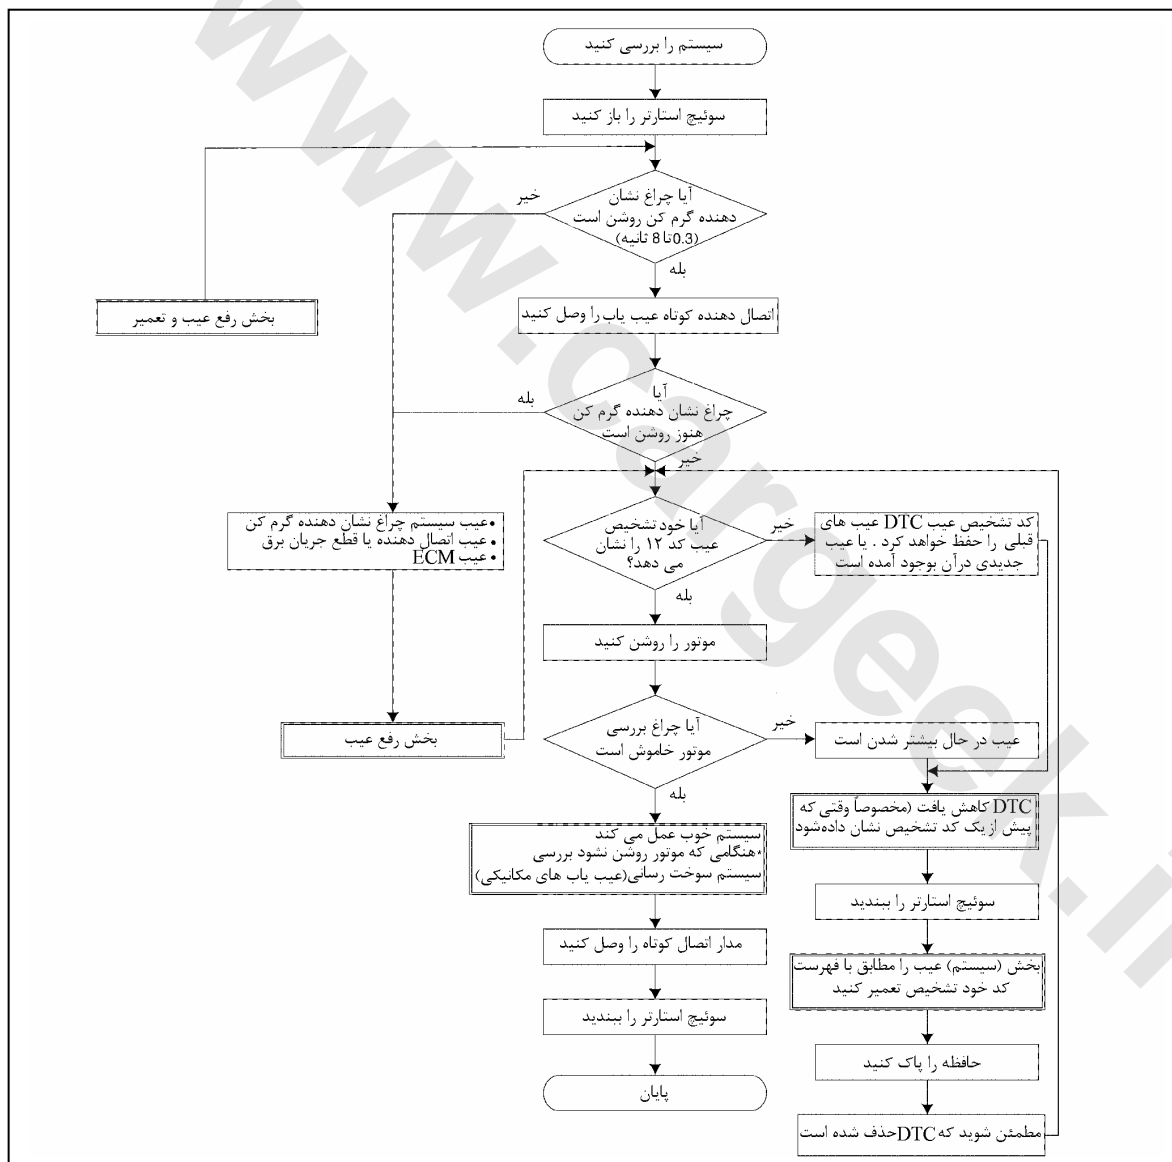 سیستم را بررسی کنید
سوئیچ استارتر را باز کنید
آیا چراغ نشان
دهنده گرم کن روشن است
(0.3تا 8 ثانیه)
خیر
بله
بخش رفع عیب و تعمیر
اتصال دهنده کوتاه عیب یاب را وصل کنید
آیا
چراغ نشان دهنده گرم کن
هنوز روشن است
بله
خیر
•عیب سیستم چراغ نشان دهنده گرم کن
•عیب اتصال دهنده یا قطع جریان برق
•عیب ECM
آیا خود تشخیص
عیب کد ۱۲ را نشان
می دهد؟
خیر
بله
کد تشخیص عیب DTC عیب های
قبلی را حفظ خواهد کرد . یا عیب
جدیدی درآن بوجود آمده است
موتور را روشن کنید
بخش رفع عیب
آیا چراغ بررسی
موتور خاموش است
خیر
بله
عیب در حال بیشتر شدن است
DTC کاهش یافت (مخصوصاً وقتی که
پیش از یک کد تشخیص نشان داده‌شود
سیستم خوب عمل می کند
*هنگامی که موتور روشن نشود بررسی
سیستم سوخت رسانی(عیب یاب های مکانیکی)
سوئیچ استارتر را ببندید
مدار اتصال کوتاه را وصل کنید
بخش (سیستم) عیب را مطابق با فهرست
کد خود تشخیص تعمیر کنید
سوئیچ استارتر را ببندید
حافظه را پاک کنید
پایان
مطمئن شوید که DTCحذف شده است
www.cargeek.ir